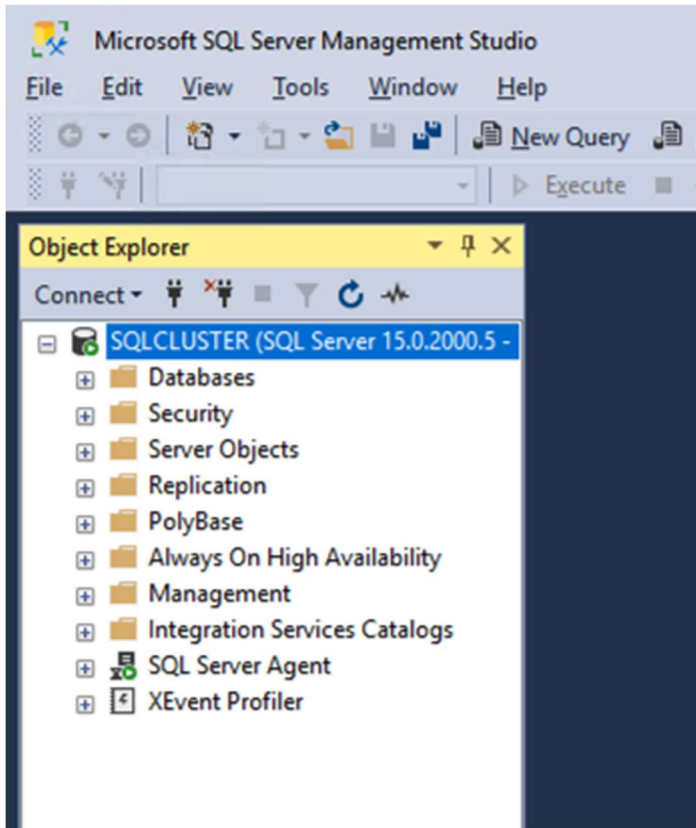 Microsoft SQL Server Management Studio
File Edit View Tools Window Help
New Query
Execute
Object Explorer
Connect
SQLCLUSTER (SQL Server 15.0.2000.5 -
Databases
Security
Server Objects
Replication
PolyBase
Always On High Availability
Management
Integration Services Catalogs
SQL Server Agent
XEvent Profiler